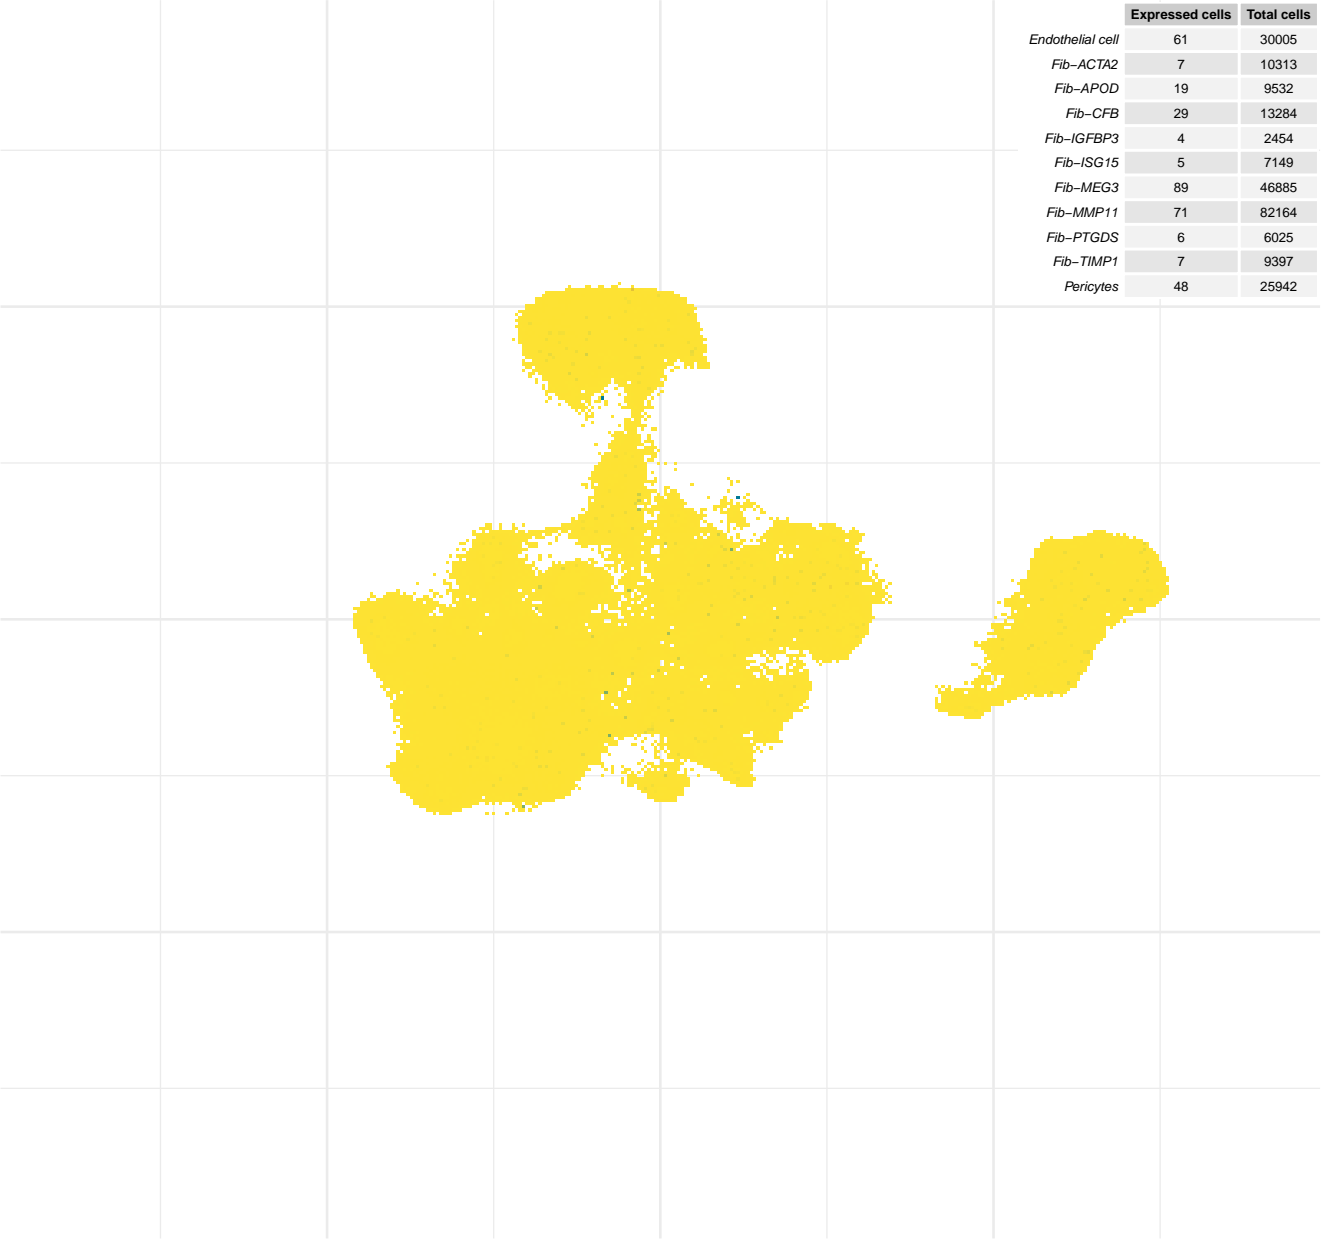 Expressed cells Total cells
Endothelial cell 61 30005
Fib−ACTA2 7 10313
Fib−APOD 19 9532
Fib−CFB 29 13284
Fib−IGFBP3 4 2454
Fib−ISG15 5 7149
Fib−MEG3 89 46885
Fib−MMP11 71 82164
Fib−PTGDS 6 6025
Fib−TIMP1 7 9397
Pericytes 48 25942